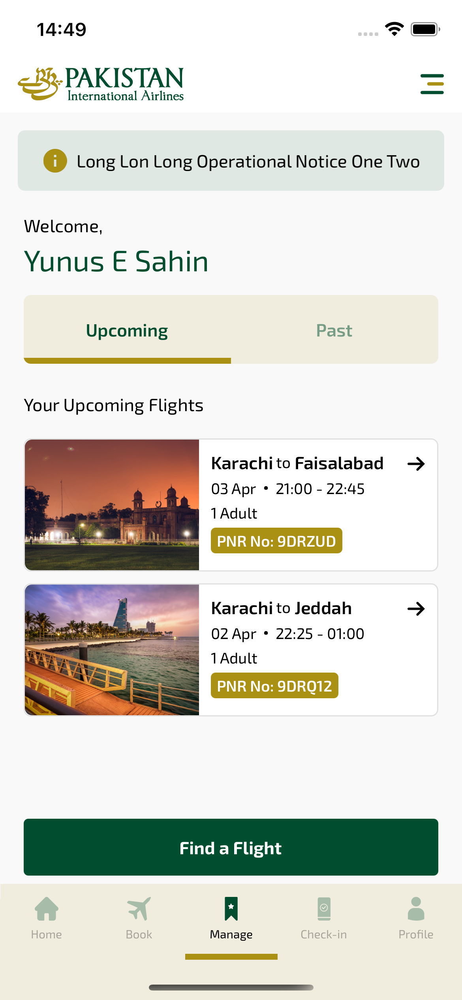 14:49
PAKISTAN
International Airlines
Long Lon Long Operational Notice One Two
Welcome,
Yunus E Sahin
Upcoming
Past
Your Upcoming Flights
Karachi to Faisalabad
03 Apr • 21:00 - 22:45
1 Adult
PNR No: 9DRZUD
Karachi to Jeddah
02 Apr • 22:25 - 01:00
1 Adult
PNR No: 9DRQ12
Find a Flight
Home
Book
Manage
Check-in
Profile